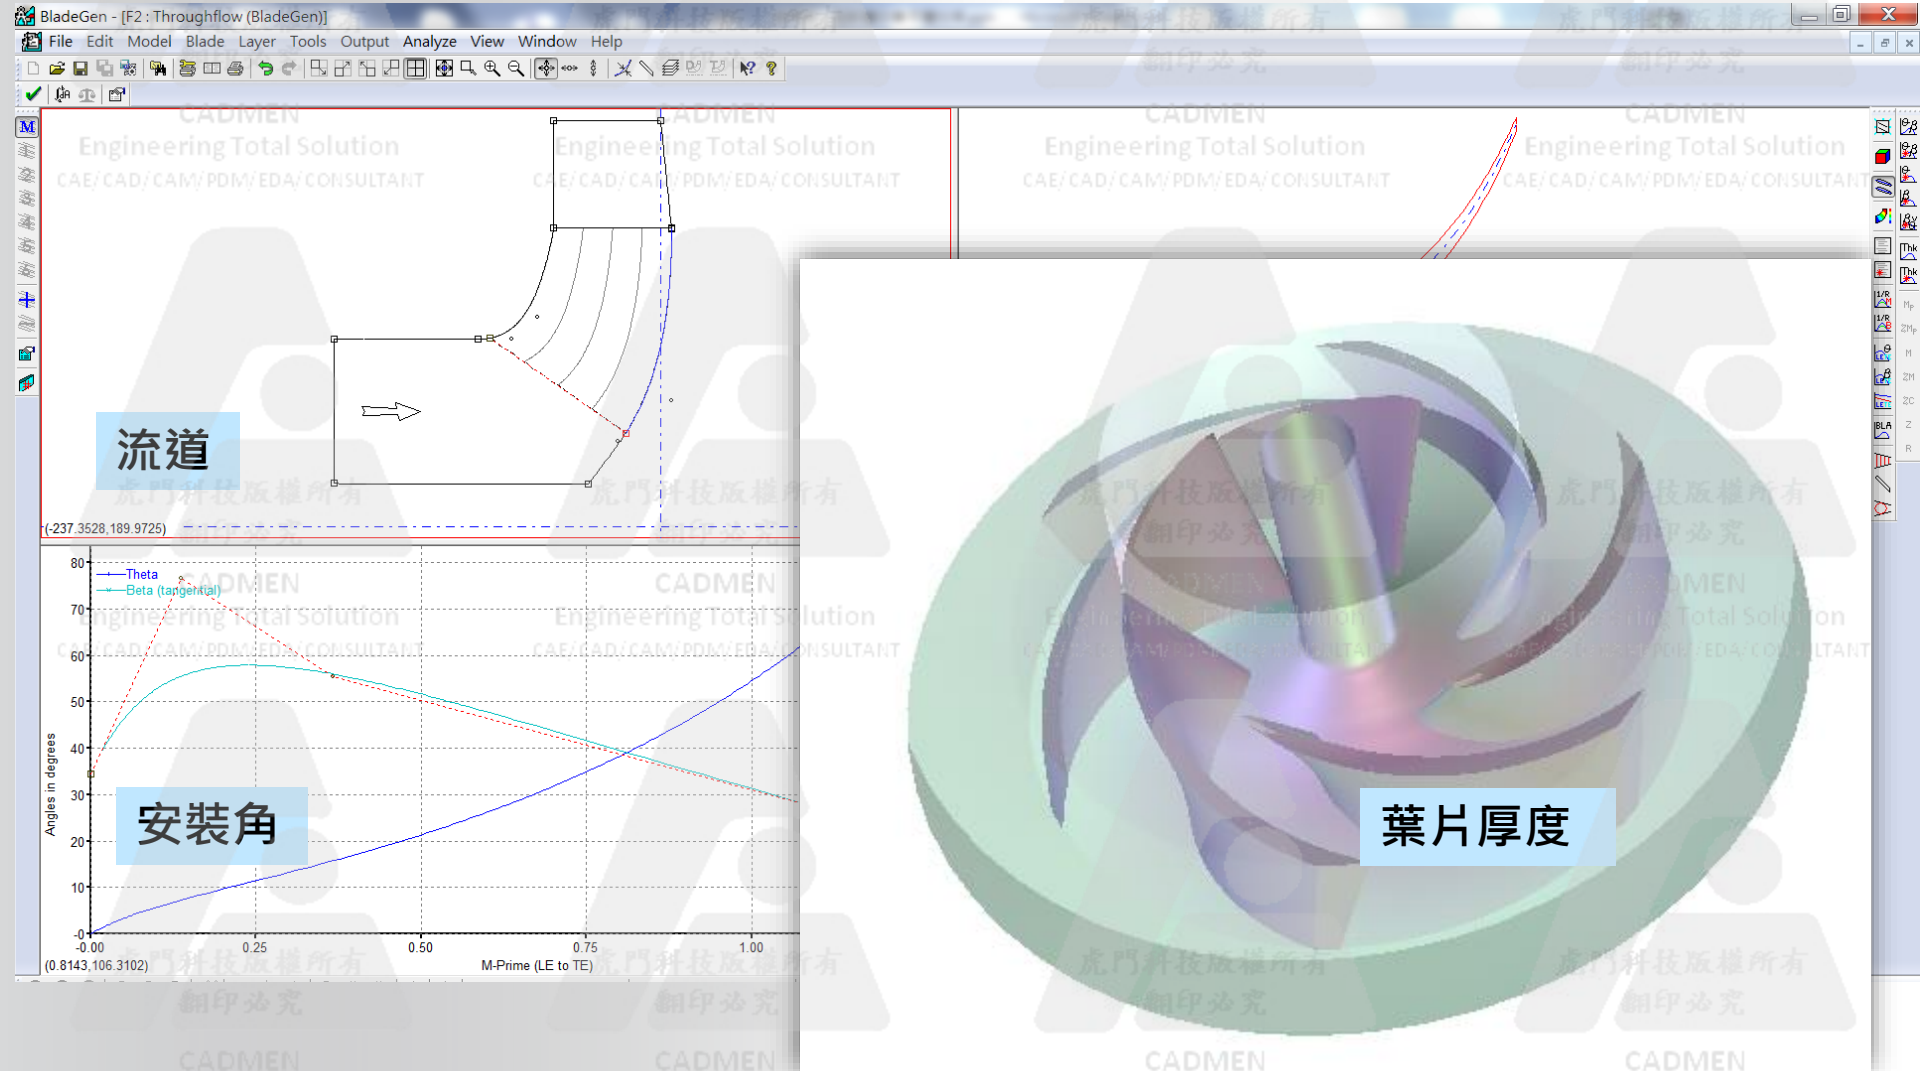 BladeGen - [F2 : Throughflow (BladeGen)]
File Edit Model Blade Layer Tools Output Analyze View Window Help
流道
(-237.3528,189.9725)
Theta
Beta (tangential)
80
70
60
50
40
30
20
10
-0
Angles in degrees
-0.00 0.25 0.50 0.75 1.00
(0.8143,106.3102)
M-Prime (LE to TE)
安裝角
葉片厚度
CADMEN
Engineering Total Solution
CAE/CAD/CAM/PDM/EDA/CONSULTANT
虎門科技版權所有
翻印必究